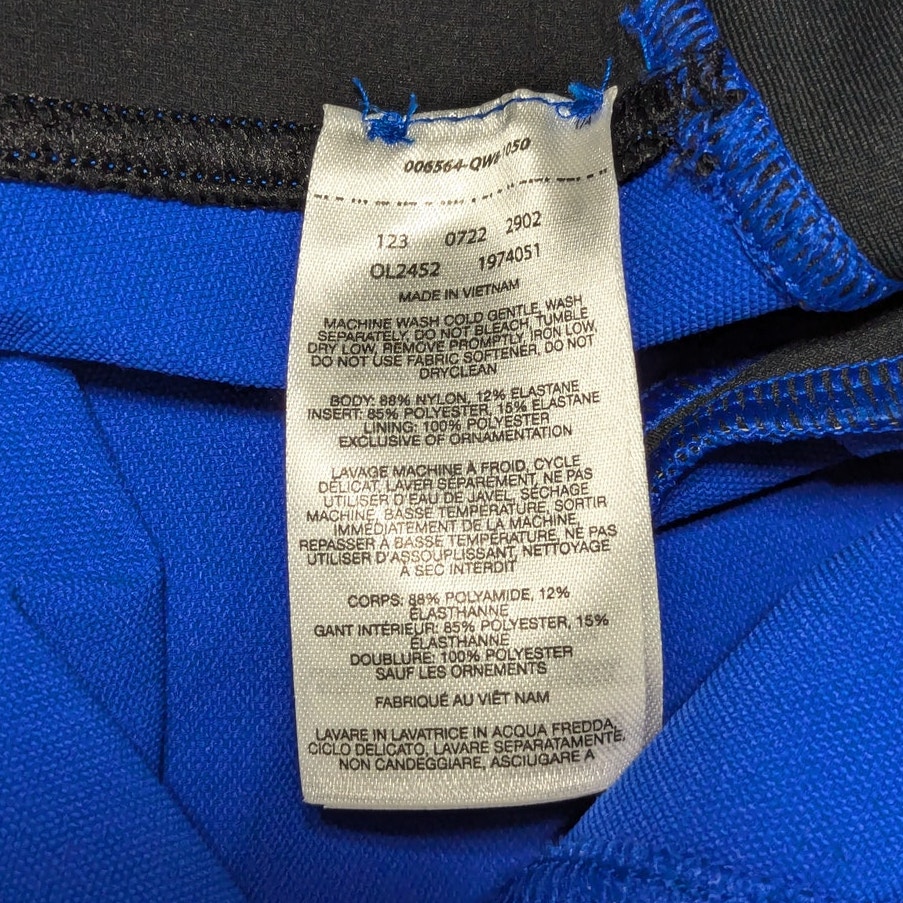 006564-QW
050
123 0722 2902
OL2452 1974051
MADE IN VIETNAM
MACHINE WASH COLD GENTLE, WASH
SEPARATELY, DO NOT BLEACH, TUMBLE
DRY LOW, REMOVE PROMPTLY, IRON LOW,
DO NOT USE FABRIC SOFTENER, DO NOT
DRYCLEAN
BODY: 88% NYLON, 12% ELASTANE
INSERT: 85% POLYESTER, 15% ELASTANE
LINING: 100% POLYESTER
EXCLUSIVE OF ORNAMENTATION
LAVAGE MACHINE À FROID, CYCLE
DÉLICAT, LAVER SÉPARÉMENT, NE PAS
UTILISER D'EAU DE JAVEL, SÉCHAGE
MACHINE, BASSE TEMPÉRATURE, SORTIR
IMMÉDIATEMENT DE LA MACHINE,
REPASSER À BASSE TEMPÉRATURE, NE PAS
UTILISER D'ASSOUPLISSANT, NETTOYAGE
À SEC INTERDIT
CORPS: 88% POLYAMIDE, 12%
ÉLASTHANNE
GANT INTÉRIEUR: 85% POLYESTER, 15%
ÉLASTHANNE
DOUBLURE: 100% POLYESTER
SAUF LES ORNEMENTS
FABRIQUÉ AU VIÊT NAM
LAVARE IN LAVATRICE IN ACQUA FREDDA,
CICLO DELICATO, LAVARE SEPARATAMENTE,
NON CANDEGGIARE, ASCIUGARE A